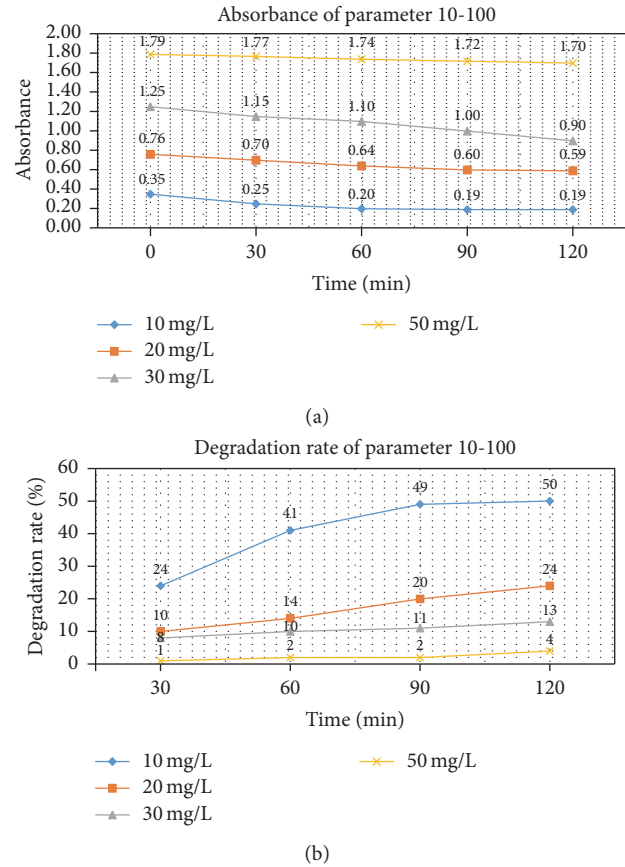 Absorbance of parameter 10-100
Absorbance
2.00
1.80
1.60
1.40
1.20
1.00
0.80
0.60
0.40
0.20
0.00
1.79 1.77 1.74 1.72 1.70
1.25 1.15 1.10 1.00 0.90
0.76 0.70 0.64 0.60 0.59
0.35 0.25 0.20 0.19 0.19
0 30 60 90 120
Time (min)
10 mg/L 50 mg/L
20 mg/L
30 mg/L
(a)
Degradation rate of parameter 10-100
Degradation rate (%)
60
50
40
30
20
10
0
24 41 49 50
10 14 20 24
8 10 11 13
1 2 2 4
30 60 90 120
Time (min)
10 mg/L 50 mg/L
20 mg/L
30 mg/L
(b)